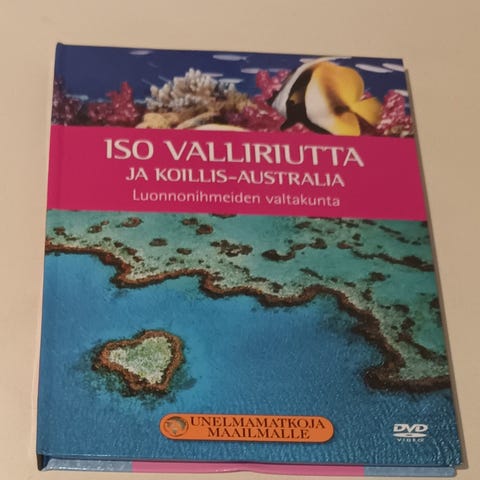 ISO VALLIRIUTTA
JA KOILLIS-AUSTRALIA
Luonnonihmeiden valtakunta
UNELMAMATKOJA
MAAILMALLE
DVD
VIDEO